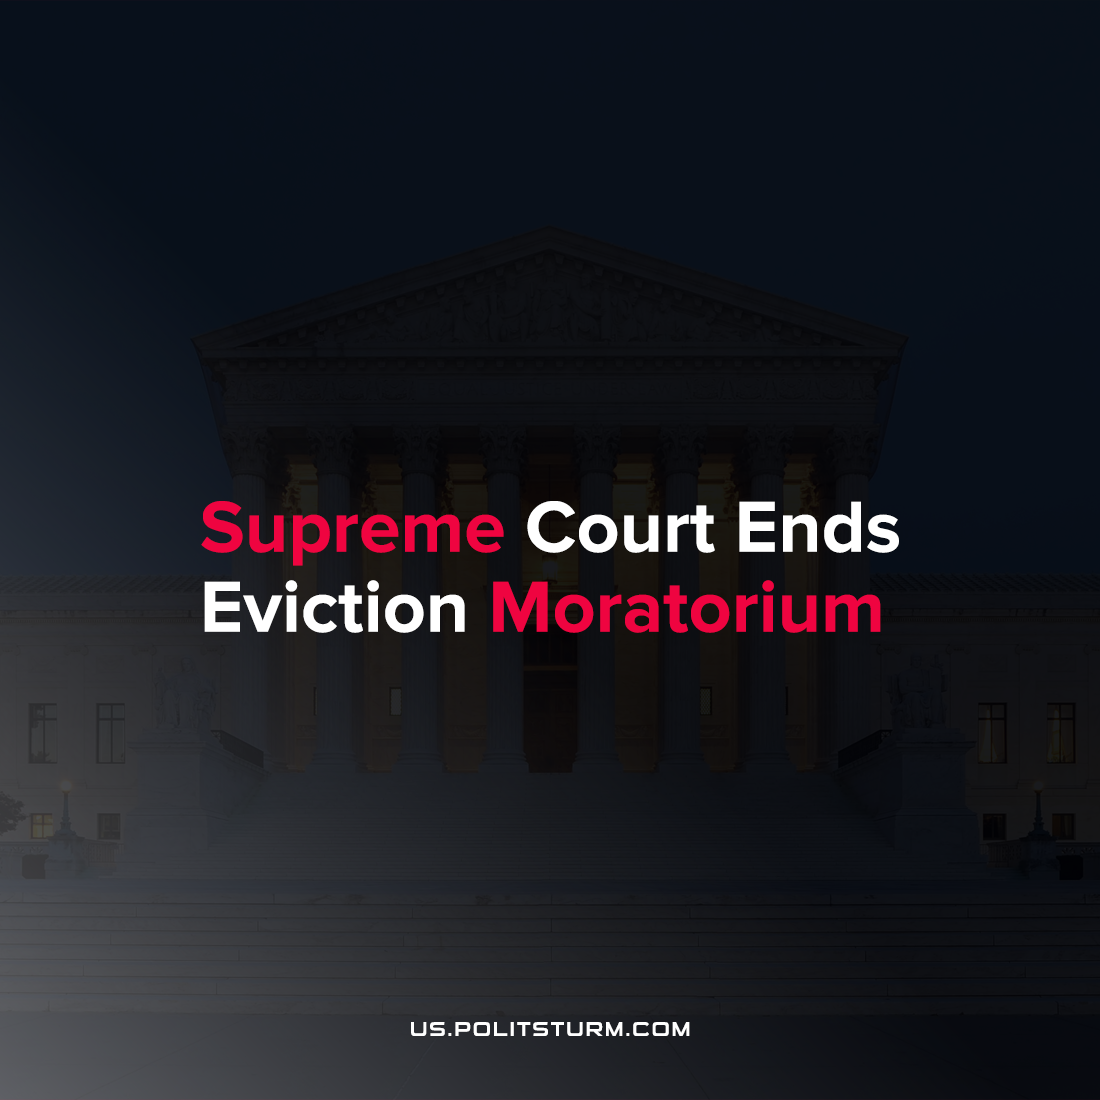 Supreme Court Ends
Eviction Moratorium
US.POLITSTURM.COM